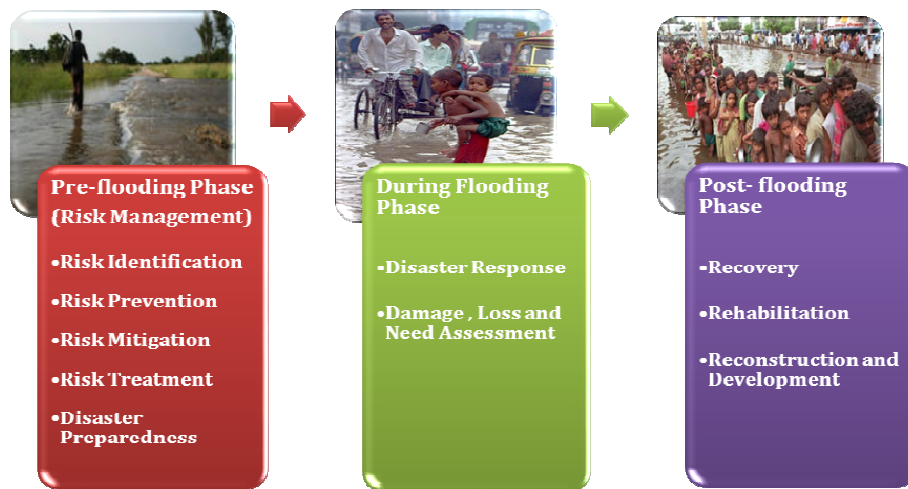 Pre-flooding Phase
(Risk Management)
•Risk Identification
•Risk Prevention
•Risk Mitigation
•Risk Treatment
•Disaster
Preparedness
During Flooding
Phase
-Disaster Response
•Damage , Loss and
Need Assessment
Post- flooding
Phase
-Recovery
•Rehabilitation
•Reconstruction and
Development